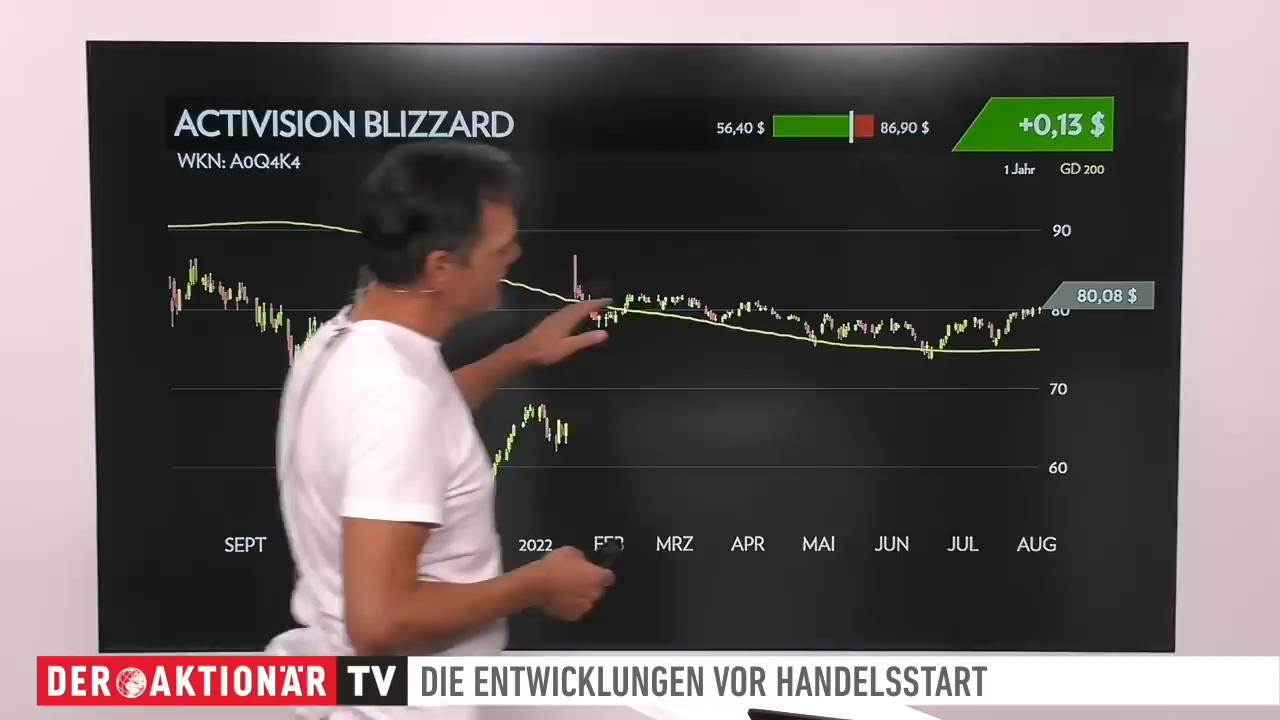 ACTIVISION BLIZZARD
WKN: A0Q4K4
56,40 $
86,90 $
+0,13 $
1 Jahr GD 200
90
80,08 $
80
70
60
SEPT 2022 FEB MRZ APR MAI JUN JUL AUG
DER AKTIONÄR TV DIE ENTWICKLUNGEN VOR HANDELSSTART